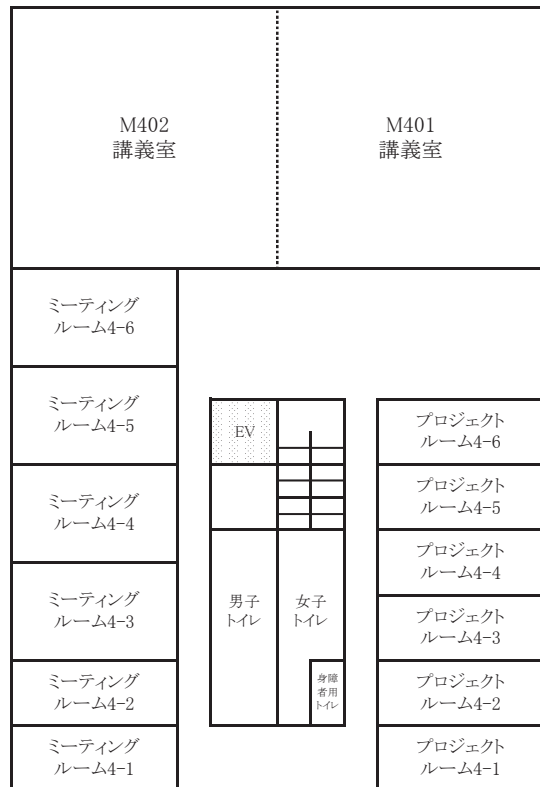 M402
講義室
M401
講義室
ミーティング
ルーム4-6
ミーティング
ルーム4-5
ミーティング
ルーム4-4
ミーティング
ルーム4-3
ミーティング
ルーム4-2
ミーティング
ルーム4-1
EV
男子
トイレ
女子
トイレ
身障
者用
トイレ
プロジェクト
ルーム4-6
プロジェクト
ルーム4-5
プロジェクト
ルーム4-4
プロジェクト
ルーム4-3
プロジェクト
ルーム4-2
プロジェクト
ルーム4-1